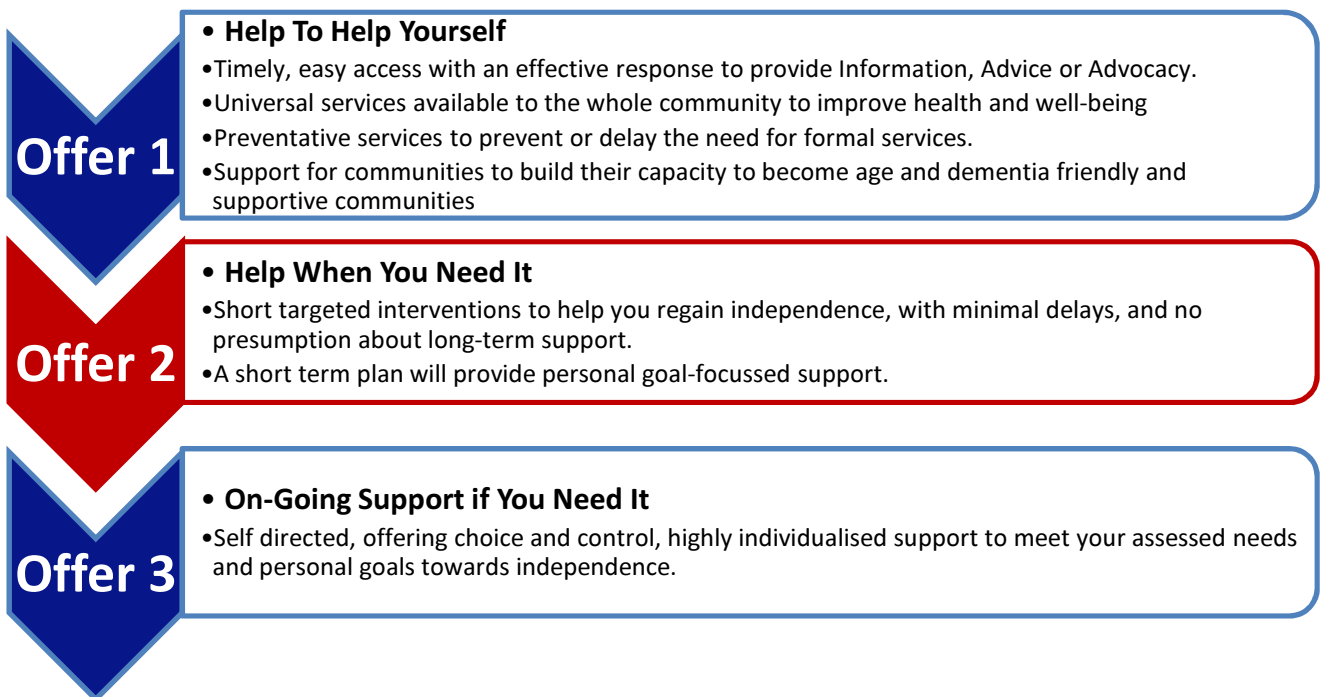 Offer 1
• Help To Help Yourself
•Timely, easy access with an effective response to provide Information, Advice or Advocacy.
•Universal services available to the whole community to improve health and well-being
•Preventative services to prevent or delay the need for formal services.
•Support for communities to build their capacity to become age and dementia friendly and
supportive communities
Offer 2
• Help When You Need It
•Short targeted interventions to help you regain independence, with minimal delays, and no
presumption about long-term support.
•A short term plan will provide personal goal-focussed support.
Offer 3
• On-Going Support if You Need It
•Self directed, offering choice and control, highly individualised support to meet your assessed needs
and personal goals towards independence.